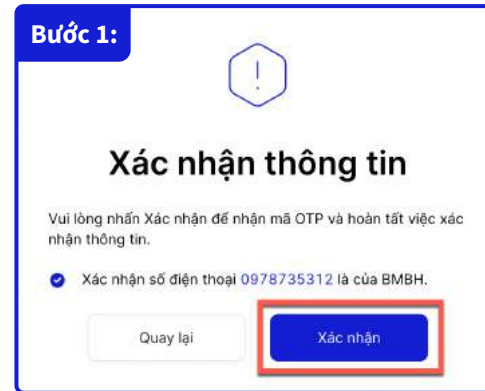 Bước 1:
Xác nhận thông tin
Vui lòng nhấn Xác nhận để nhận mã OTP và hoàn tất việc xác
nhận thông tin.
Xác nhận số điện thoại 0978735312 là của BMBH.
Quay lại
Xác nhận